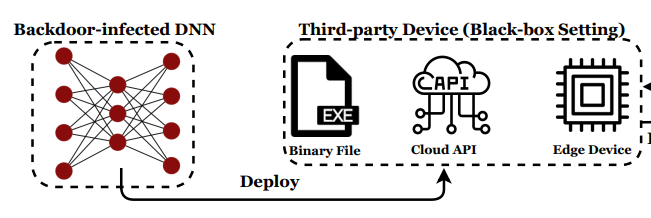 Backdoor-infected DNN
Third-party Device (Black-box Setting)
EXE
API
Binary File
Cloud API
Edge Device
Deploy